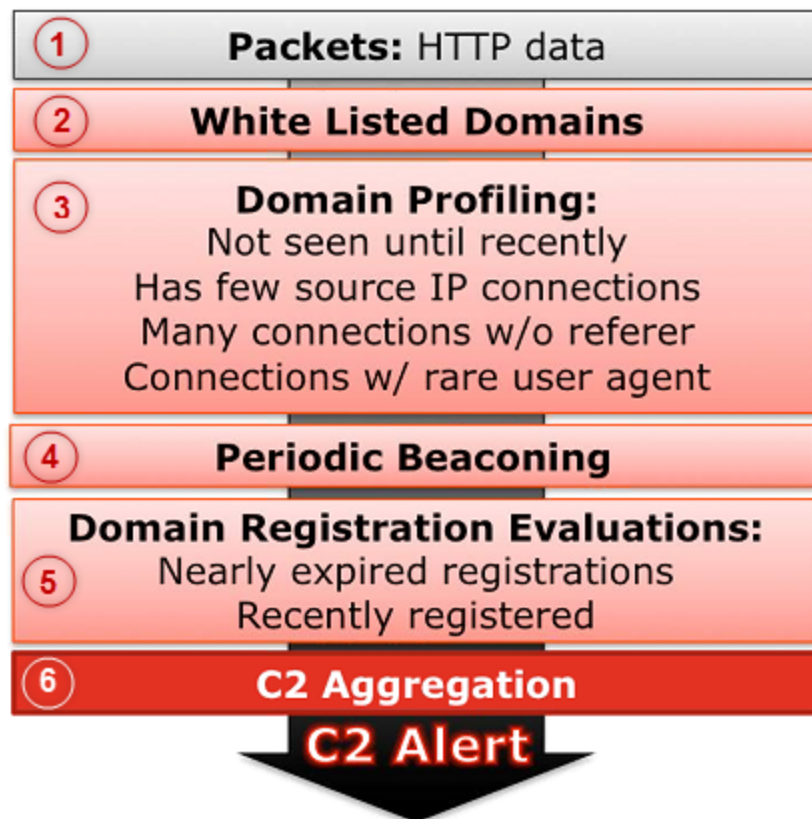 1 Packets: HTTP data
2 White Listed Domains
3 Domain Profiling:
Not seen until recently
Has few source IP connections
Many connections w/o referer
Connections w/ rare user agent
4 Periodic Beaconing
Domain Registration Evaluations:
5 Nearly expired registrations
Recently registered
6 C2 Aggregation
C2 Alert